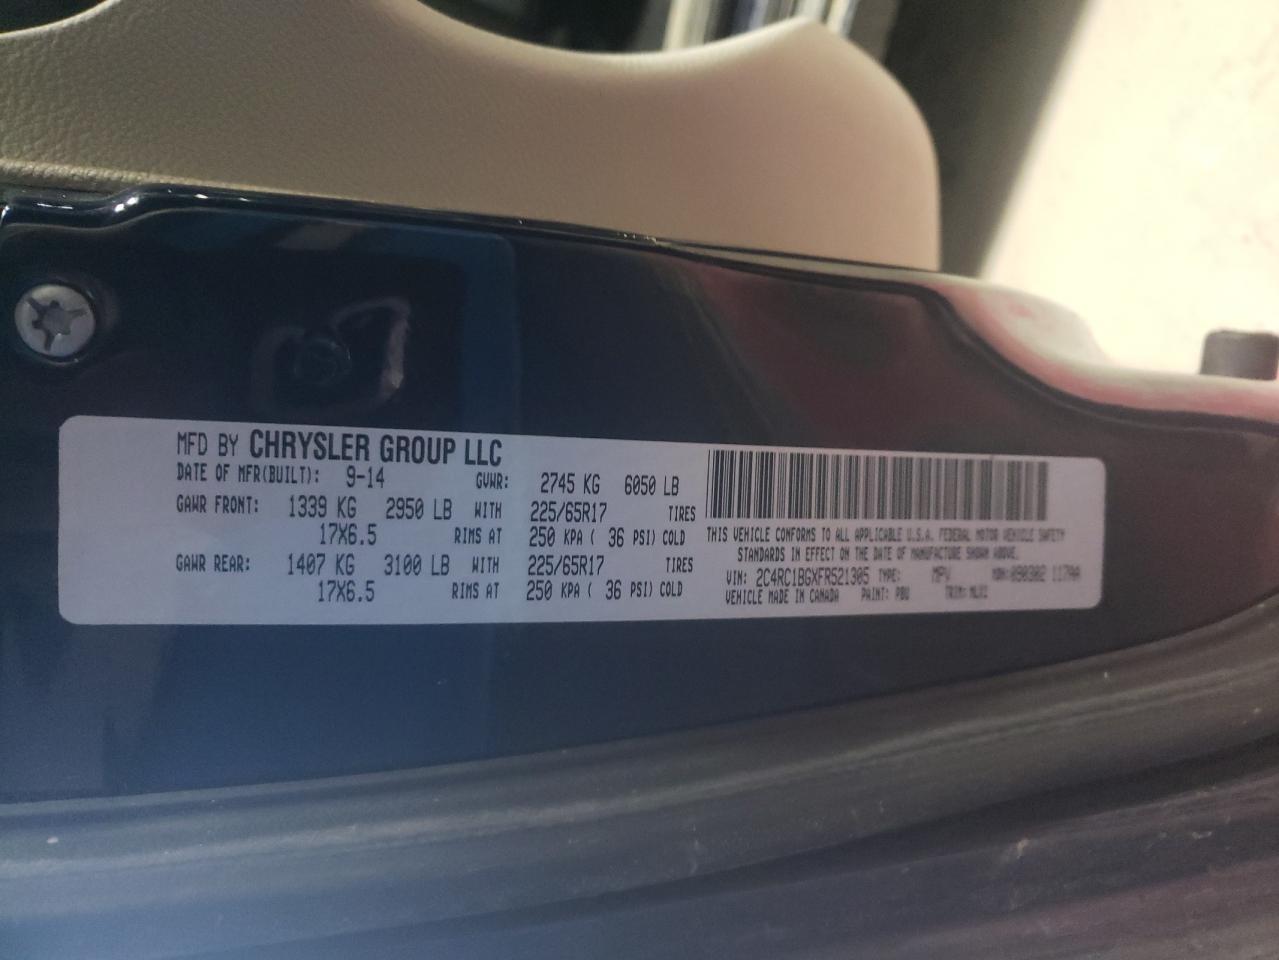 MFD BY CHRYSLER GROUP LLC
DATE OF MFR(BUILT): 9-14 GVWR: 2745 KG 6050 LB
GAWR FRONT: 1339 KG 2950 LB WITH 225/65R17 TIRES
17X6.5 RIMS AT 250 KPA ( 36 PSI) COLD
GAWR REAR: 1407 KG 3100 LB WITH 225/65R17 TIRES
17X6.5 RIMS AT 250 KPA ( 36 PSI) COLD
THIS VEHICLE CONFORMS TO ALL APPLICABLE U.S.A. FEDERAL MOTOR VEHICLE SAFETY
STANDARDS IN EFFECT ON THE DATE OF MANUFACTURE SHOWN ABOVE.
VIN: 2C4RC1BGXFR521305 TYPE: MPV MDH:090302 117AA
VEHICLE MADE IN CANADA PAINT: PBU TRIM: